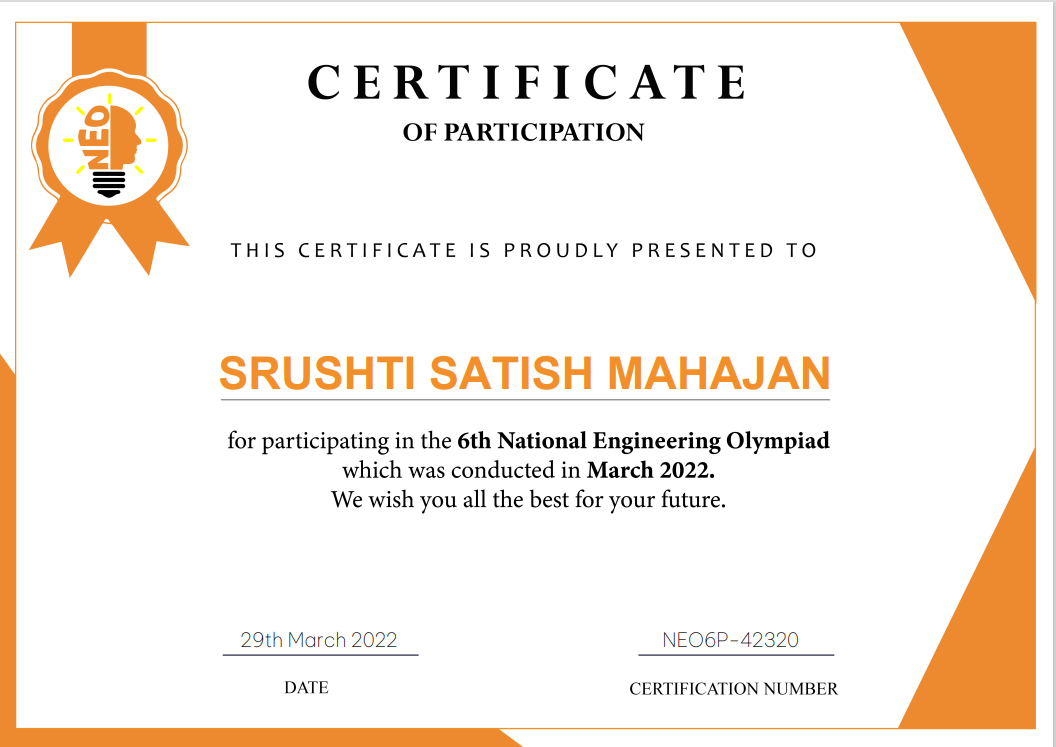 NEO
CERTIFICATE
OF PARTICIPATION
THIS CERTIFICATE IS PROUDLY PRESENTED TO
SRUSHTI SATISH MAHAJAN
for participating in the 6th National Engineering Olympiad
which was conducted in March 2022.
We wish you all the best for your future.
29th March 2022
DATE
NEO6P-42320
CERTIFICATION NUMBER